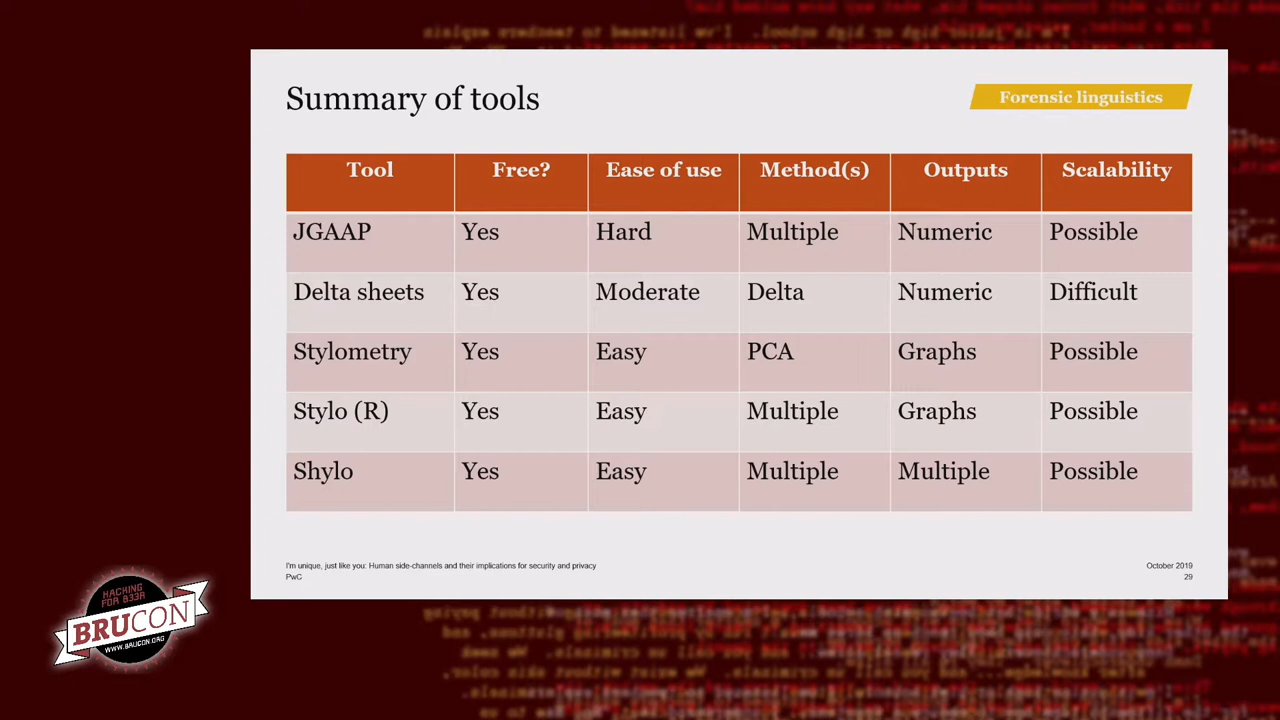 Summary of tools
Forensic linguistics
Tool Free? Ease of use Method(s) Outputs Scalability
JGAAP Yes Hard Multiple Numeric Possible
Delta sheets Yes Moderate Delta Numeric Difficult
Stylometry Yes Easy PCA Graphs Possible
Stylo (R) Yes Easy Multiple Graphs Possible
Shylo Yes Easy Multiple Multiple Possible
I'm unique, just like you: Human side-channels and their implications for security and privacy
PwC
October 2019
29
HACKING
FOR B33R
BRUCON
WWW.BRUCON.ORG